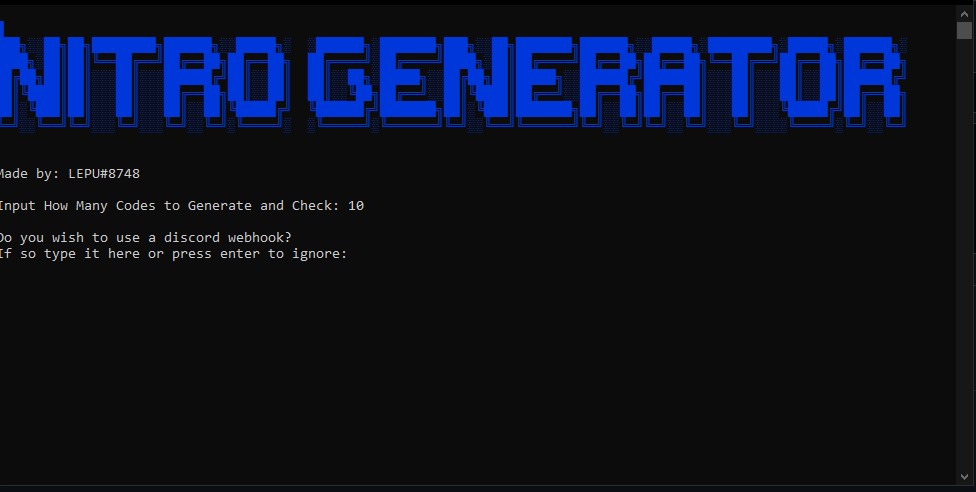 NITRO GENERATOR
Made by: LEPU#8748
Input How Many Codes to Generate and Check: 10
Do you wish to use a discord webhook?
If so type it here or press enter to ignore: